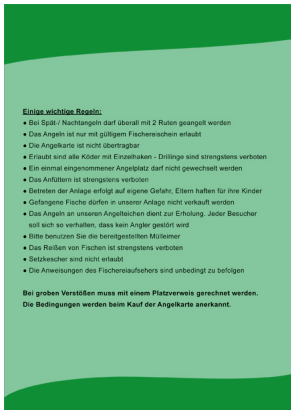 Einige wichtige Regeln:
● Bei Spät-/ Nachtangeln darf überall mit 2 Ruten geangelt werden
● Das Angeln ist nur mit gültigem Fischereischein erlaubt
● Die Angelkarte ist nicht übertragbar
● Erlaubt sind alle Köder mit Einzelhaken - Drillinge sind strengstens verboten
● Ein einmal eingenommener Angelplatz darf nicht gewechselt werden
● Das Anfüttern ist strengstens verboten
● Betreten der Anlage erfolgt auf eigene Gefahr, Eltern haften für ihre Kinder
● Gefangene Fische dürfen in unserer Anlage nicht verkauft werden
● Das Angeln an unseren Angelteichen dient zur Erholung. Jeder Besucher
soll sich so verhalten, dass kein Angler gestört wird
● Bitte benutzen Sie die bereitgestellten Mülleimer
● Das Reißen von Fischen ist strengstens verboten
● Setzkescher sind nicht erlaubt
● Die Anweisungen des Fischereiaufsehers sind unbedingt zu befolgen
Bei groben Verstößen muss mit einem Platzverweis gerechnet werden.
Die Bedingungen werden beim Kauf der Angelkarte anerkannt.